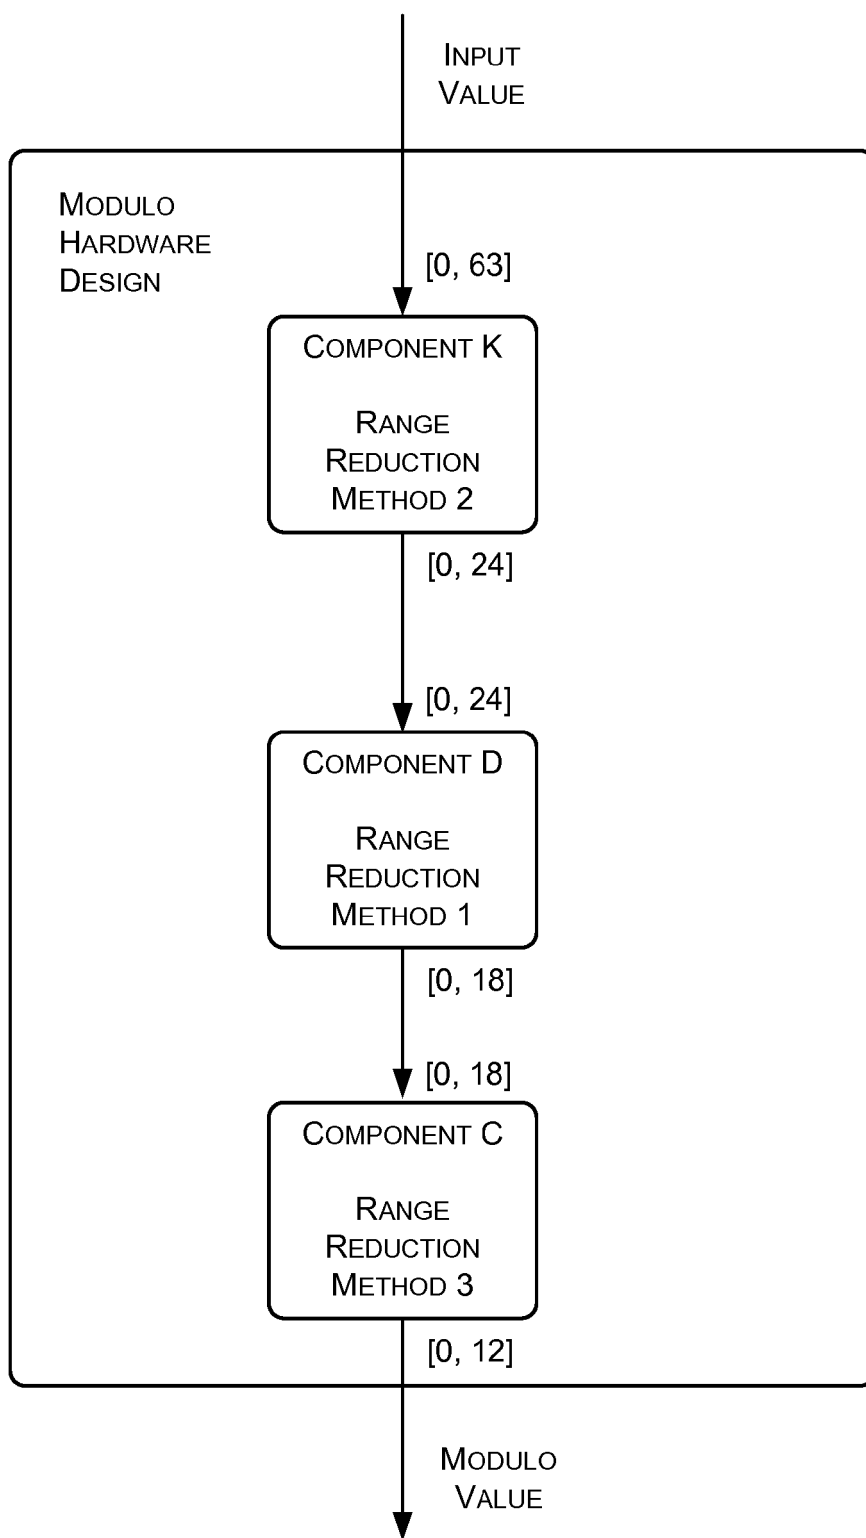 INPUT
VALUE
MODULO
HARDWARE
DESIGN
[0, 63]
COMPONENT K
RANGE
REDUCTION
METHOD 2
[0, 24]
[0, 24]
COMPONENT D
RANGE
REDUCTION
METHOD 1
[0, 18]
[0, 18]
COMPONENT C
RANGE
REDUCTION
METHOD 3
[0, 12]
MODULO
VALUE